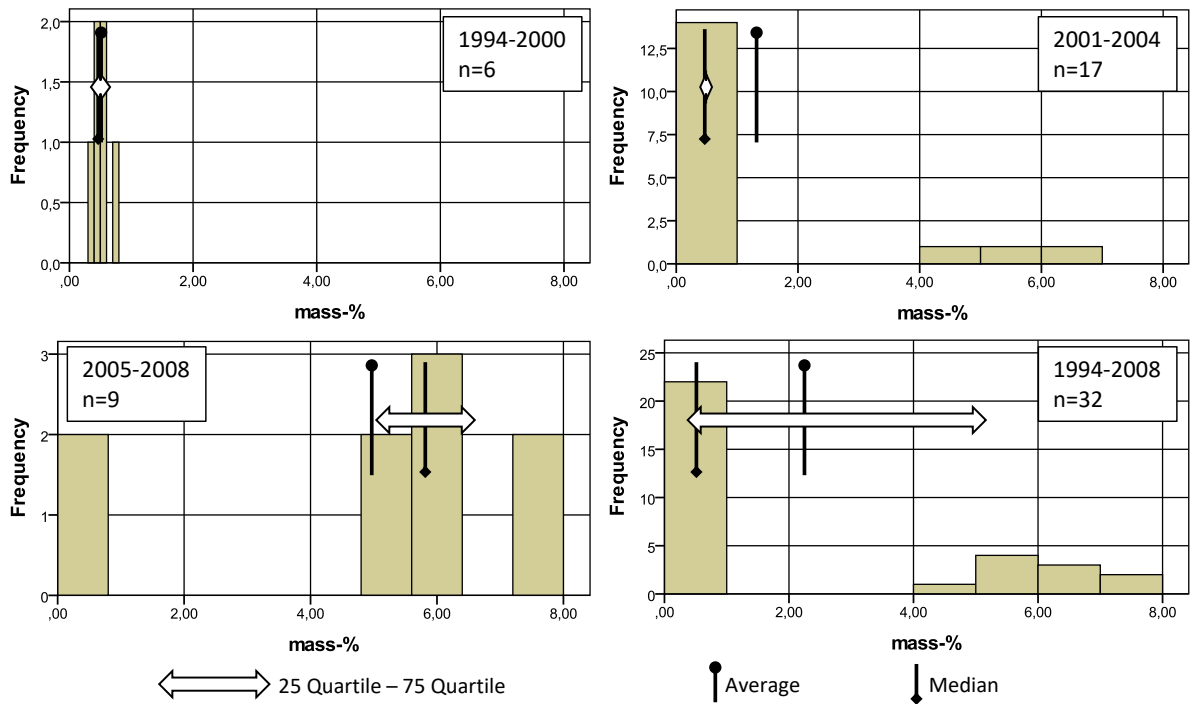 2,0
1,5
1,0
0,5
0,0
Frequency
,00 2,00 4,00 6,00 8,00
mass-%
1994-2000
n=6
12,5
10,0
7,5
5,0
2,5
0,0
Frequency
,00 2,00 4,00 6,00 8,00
mass-%
2001-2004
n=17
3
2
1
0
Frequency
,00 2,00 4,00 6,00 8,00
mass-%
2005-2008
n=9
25
20
15
10
5
0
Frequency
,00 2,00 4,00 6,00 8,00
mass-%
1994-2008
n=32
25 Quartile – 75 Quartile
Average
Median